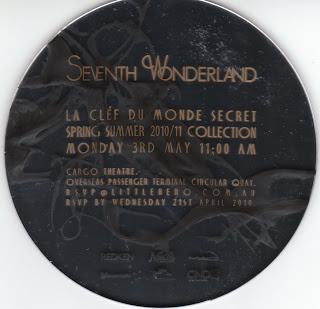 SEVENTH WONDERLAND
LA CLÉF DU MONDE SECRET
SPRING SUMMER 2010/11 COLLECTION
MONDAY 3RD MAY 11:00 AM
CARGO THEATRE,
OVERSEAS PASSENGER TERMINAL CIRCULAR QUAY.
RSVP@LITTLEHERO.COM.AU
RSVP BY WEDNESDAY 21ST APRIL 2010
REDKEN